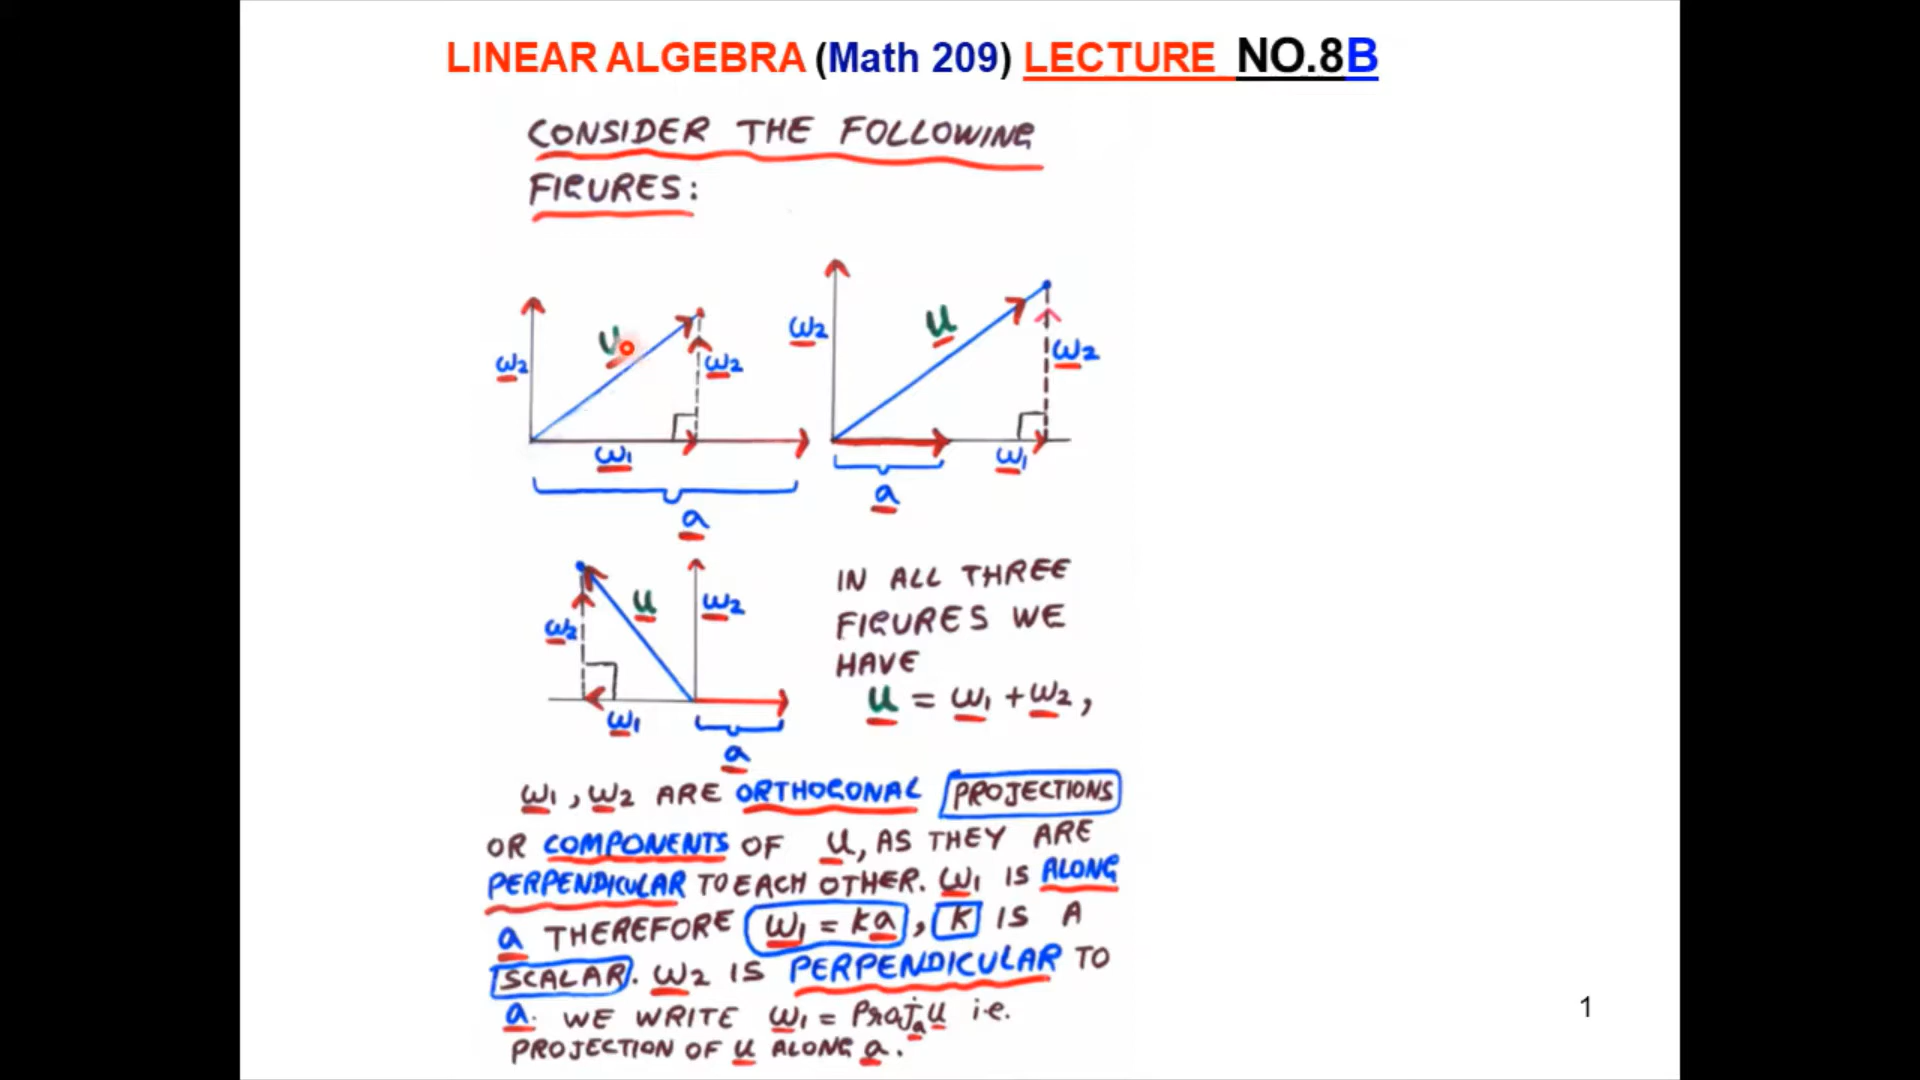 LINEAR ALGEBRA (Math 209) LECTURE NO.8B
CONSIDER THE FOLLOWING
FIGURES:
w2 u w2
w1
a
w2 u w2
w1
a
w2 u w2
w1
a
IN ALL THREE
FIGURES WE
HAVE
u = w1 + w2,
w1, w2 ARE ORTHOGONAL PROJECTIONS
OR COMPONENTS OF u, AS THEY ARE
PERPENDICULAR TO EACH OTHER. w1 IS ALONG
a THEREFORE w1 = ka, K IS A
SCALAR. w2 IS PERPENDICULAR TO
a. WE WRITE w1 = Projau i.e.
PROJECTION OF u ALONG a.
1